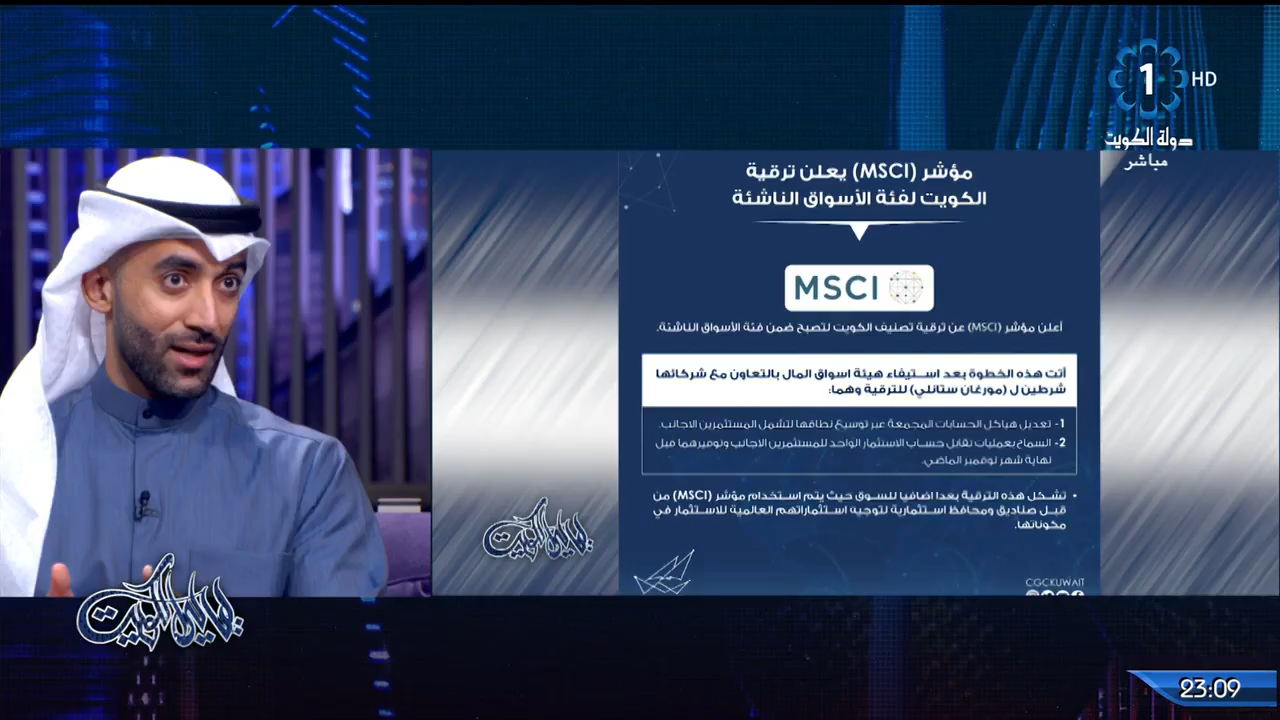 1 HD
دولة الكويت
مباشر
مؤشر (MSCI) يعلن ترقية
الكويت لفئة الأسواق الناشئة
MSCI
أعلن مؤشر (MSCI) عن ترقية تصنيف الكويت لتصبح ضمن فئة الأسواق الناشئة.
أتت هذه الخطوة بعد استيفاء هيئة اسواق المال بالتعاون مع شركائها
شرطين ل (مورغان ستانلي) للترقية وهما:
1- تعديل هياكل الحسابات المجمعة عبر توسيع نطاقها لتشمل المستثمرين الاجانب.
2- السماح بعمليات تقابل حساب الاستثمار الواحد للمستثمرين الاجانب وتوفيرهما قبل
نهاية شهر نوفمبر الماضي.
• تشكل هذه الترقية بعدا اضافيا للسوق حيث يتم استخدام مؤشر (MSCI) من
قبل صناديق ومحافظ استثمارية لتوجيه استثماراتهم العالمية للاستثمار في
مكوناتها.
CGCKUWAIT
23:09